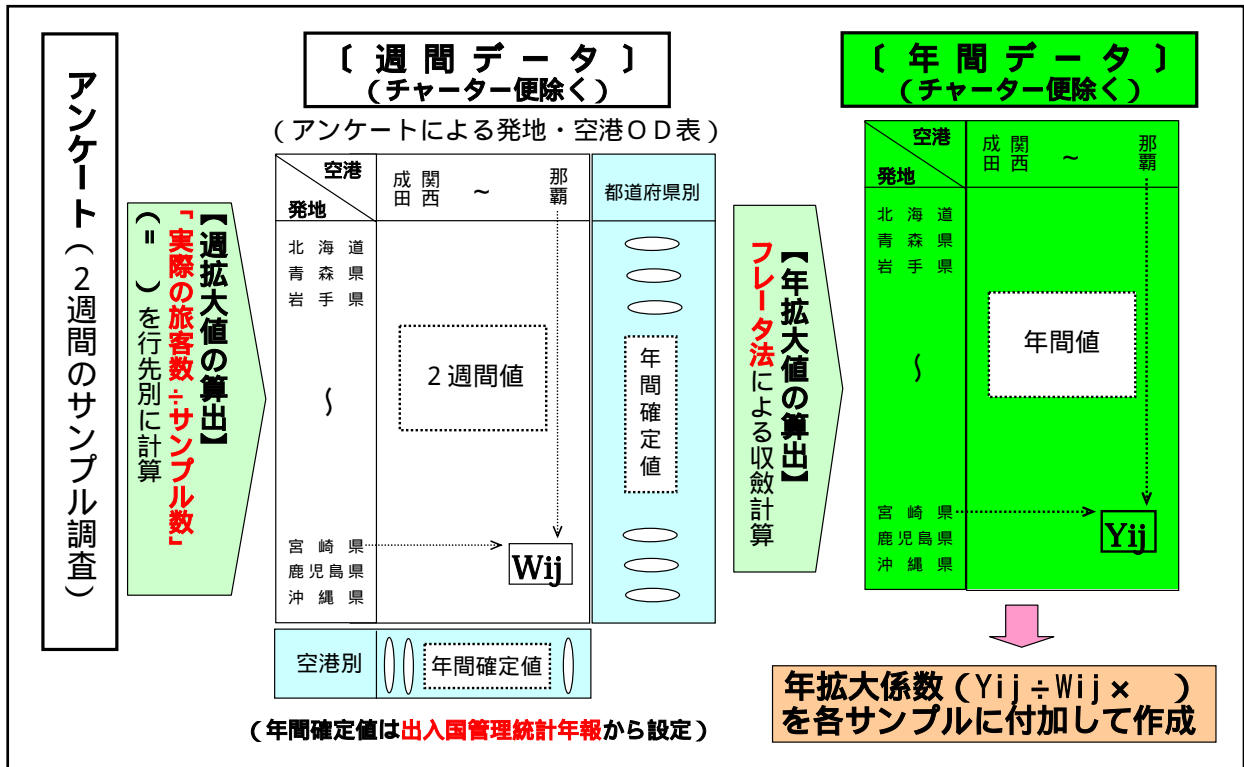 アンケート(2週間のサンプル調査)
【週拡大値の算出】
「実際の旅客数÷サンプル数」
(= )を行先別に計算
〔週間データ〕
(チャーター便除く)
(アンケートによる発地・空港OD表)
空港
発地
成田 関西 ~ 那覇
都道府県別
北海道
青森県
岩手県
~
2週間値
年間確定値
宮崎県
鹿児島県
沖縄県
Wij
空港別
年間確定値
(年間確定値は出入国管理統計年報から設定)
【年拡大値の算出】
フレータ法による収斂計算
〔年間データ〕
(チャーター便除く)
空港
発地
成田 関西 ~ 那覇
北海道
青森県
岩手県
~
年間値
宮崎県
鹿児島県
沖縄県
Yij
年拡大係数(Yij÷Wij× )
を各サンプルに付加して作成